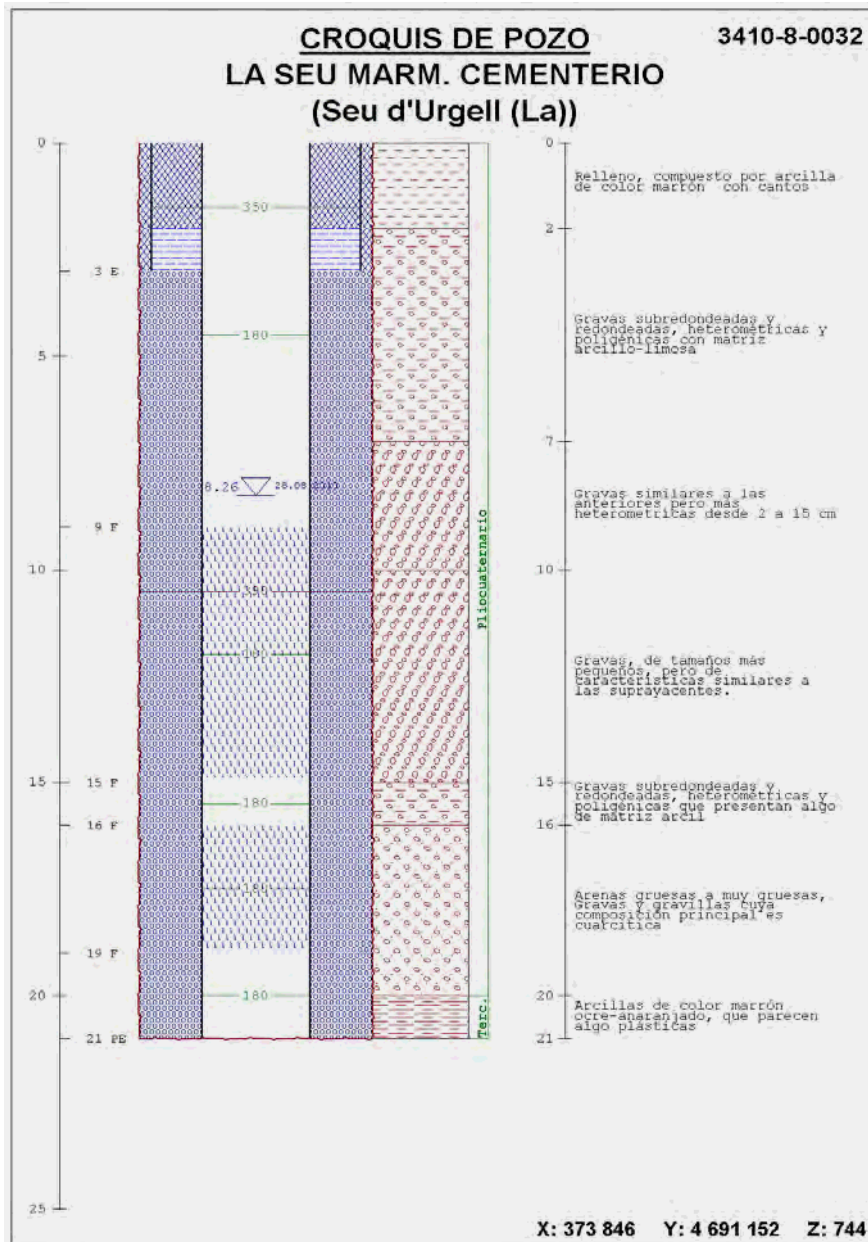 CROQUIS DE POZO
3410-8-0032
LA SEU MARM. CEMENTERIO
(Seu d'Urgell (La))
0
0
Relleno, compuesto por arcilla
de color marrón con cantos
350
2
3 E
Gravas subredondeadas y
redondeadas, heterométricas y
poligénicas con matriz
arcillo-limosa
180
5
7
8.26
Gravas similares a las
anteriores pero más
heterometricas desde 2 a 15 cm
9 F
Pliocuaternario
10
10
Gravas, de tamaños más
pequeños, pero de
características similares a
las suprayacentes.
15
15 F
15
Gravas subredondeadas y
redondeadas, heterométricas y
poligénicas que presentan algo
de matriz arcil
180
16 F
16
Arenas gruesas a muy gruesas,
Gravas y gravillas cuya
composición principal es
cuarcítica
180
19 F
20
180
20
Terc.
Arcillas de color marrón
ocre-anaranjado, que parecen
algo plásticas
21 PE
21
25
X: 373 846 Y: 4 691 152 Z: 744